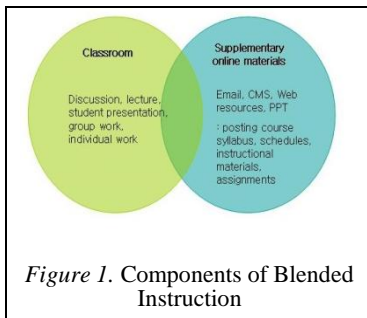 Classroom
Discussion, lecture,
student presentation,
group work,
individual work
Supplementary
online materials
Email, CMS, Web
resources, PPT
: posting course
syllabus, schedules,
instructional
materials,
assignments
Figure 1. Components of Blended
Instruction